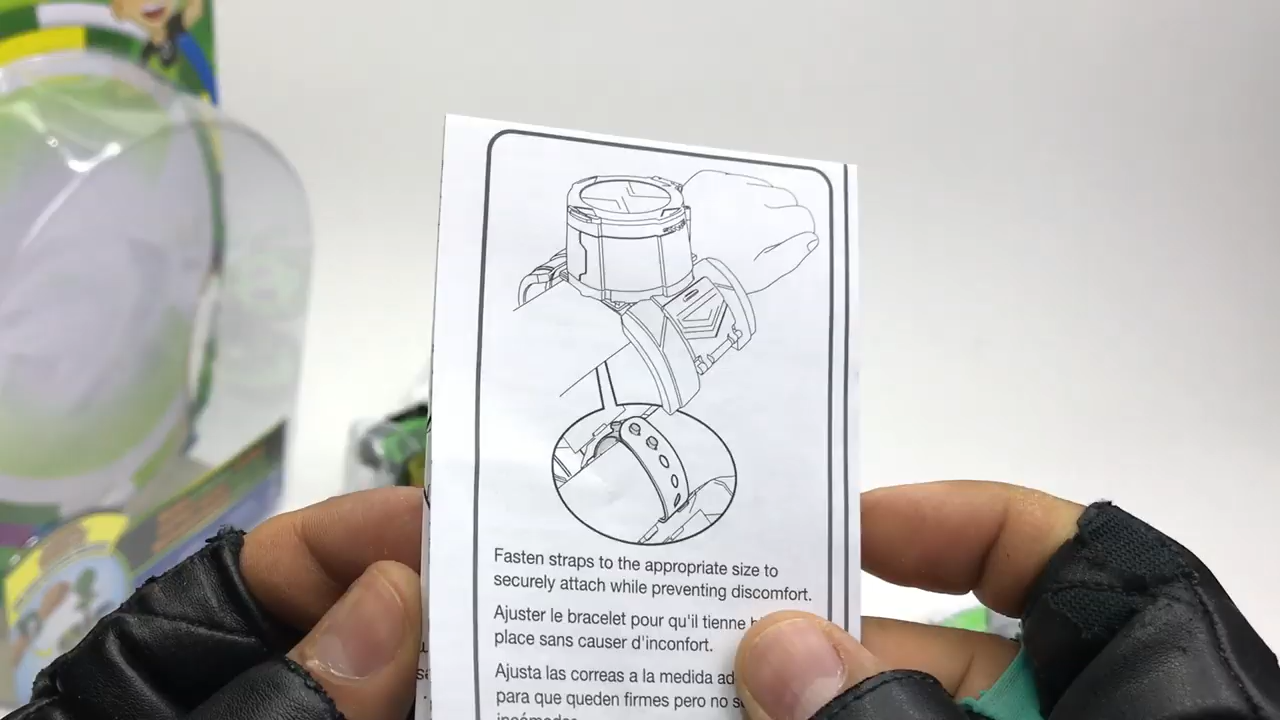 Fasten straps to the appropriate size to
securely attach while preventing discomfort.
Ajuster le bracelet pour qu'il tienne
place sans causer d'inconfort.
Ajusta las correas a la medida
para que queden firmes pero no